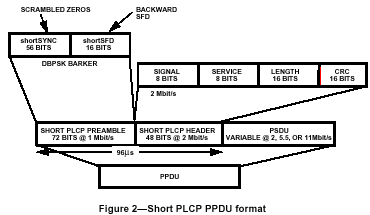 SCRAMBLED ZEROS
BACKWARD
SFD
shortSYNC
56 BITS
shortSFD
16 BITS
DBPSK BARKER
SIGNAL
8 BITS
SERVICE
8 BITS
LENGTH
16 BITS
CRC
16 BITS
2 Mbit/s
SHORT PLCP PREAMBLE
72 BITS @ 1 Mbit/s
SHORT PLCP HEADER
48 BITS @ 2 Mbit/s
PSDU
VARIABLE @ 2, 5.5, OR 11Mbit/s
96µs
PPDU
Figure 2—Short PLCP PPDU format